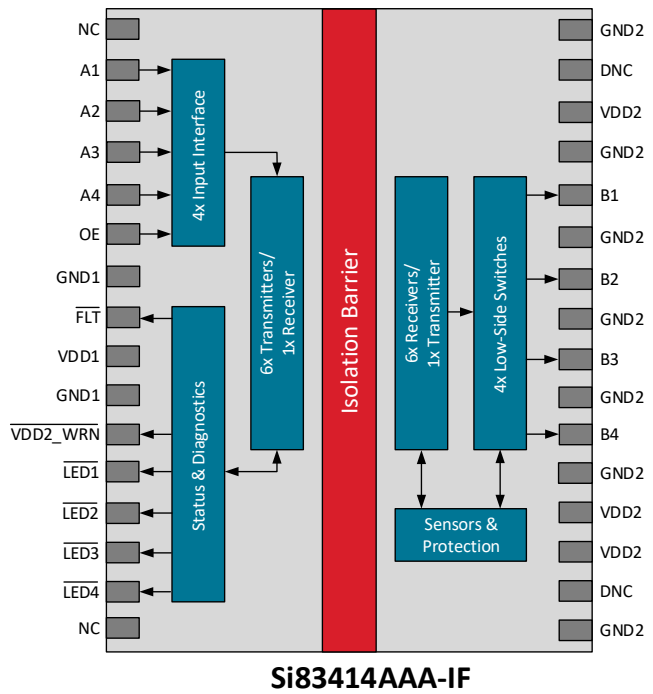 NC
A1
A2
A3
A4
OE
GND1
FLT
VDD1
GND1
VDD2_WRN
LED1
LED2
LED3
LED4
NC
4x Input Interface
Status & Diagnostics
6x Transmitters/
1x Receiver
Isolation Barrier
6x Receivers/
1x Transmitter
4x Low-Side Switches
Sensors &
Protection
GND2
DNC
VDD2
GND2
B1
GND2
B2
GND2
B3
GND2
B4
GND2
VDD2
VDD2
DNC
GND2
Si83414AAA-IF